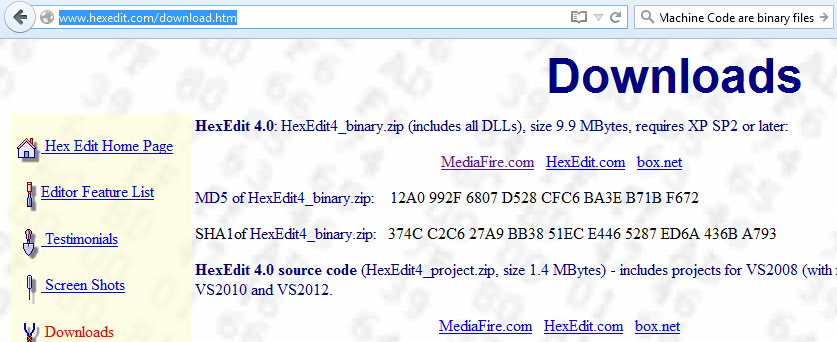 www.hexedit.com/download.htm
Machine Code are binary files
Downloads
HexEdit 4.0: HexEdit4_binary.zip (includes all DLLs), size 9.9 MBytes, requires XP SP2 or later:
Hex Edit Home Page
MediaFire.com HexEdit.com box.net
Editor Feature List
MD5 of HexEdit4_binary.zip: 12A0 992F 6807 D528 CFC6 BA3E B71B F672
Testimonials
SHA1of HexEdit4_binary.zip: 374C C2C6 27A9 BB38 51EC E446 5287 ED6A 436B A793
Screen Shots
HexEdit 4.0 source code (HexEdit4_project.zip, size 1.4 MBytes) - includes projects for VS2008 (with
VS2010 and VS2012.
Downloads
MediaFire.com HexEdit.com box.net